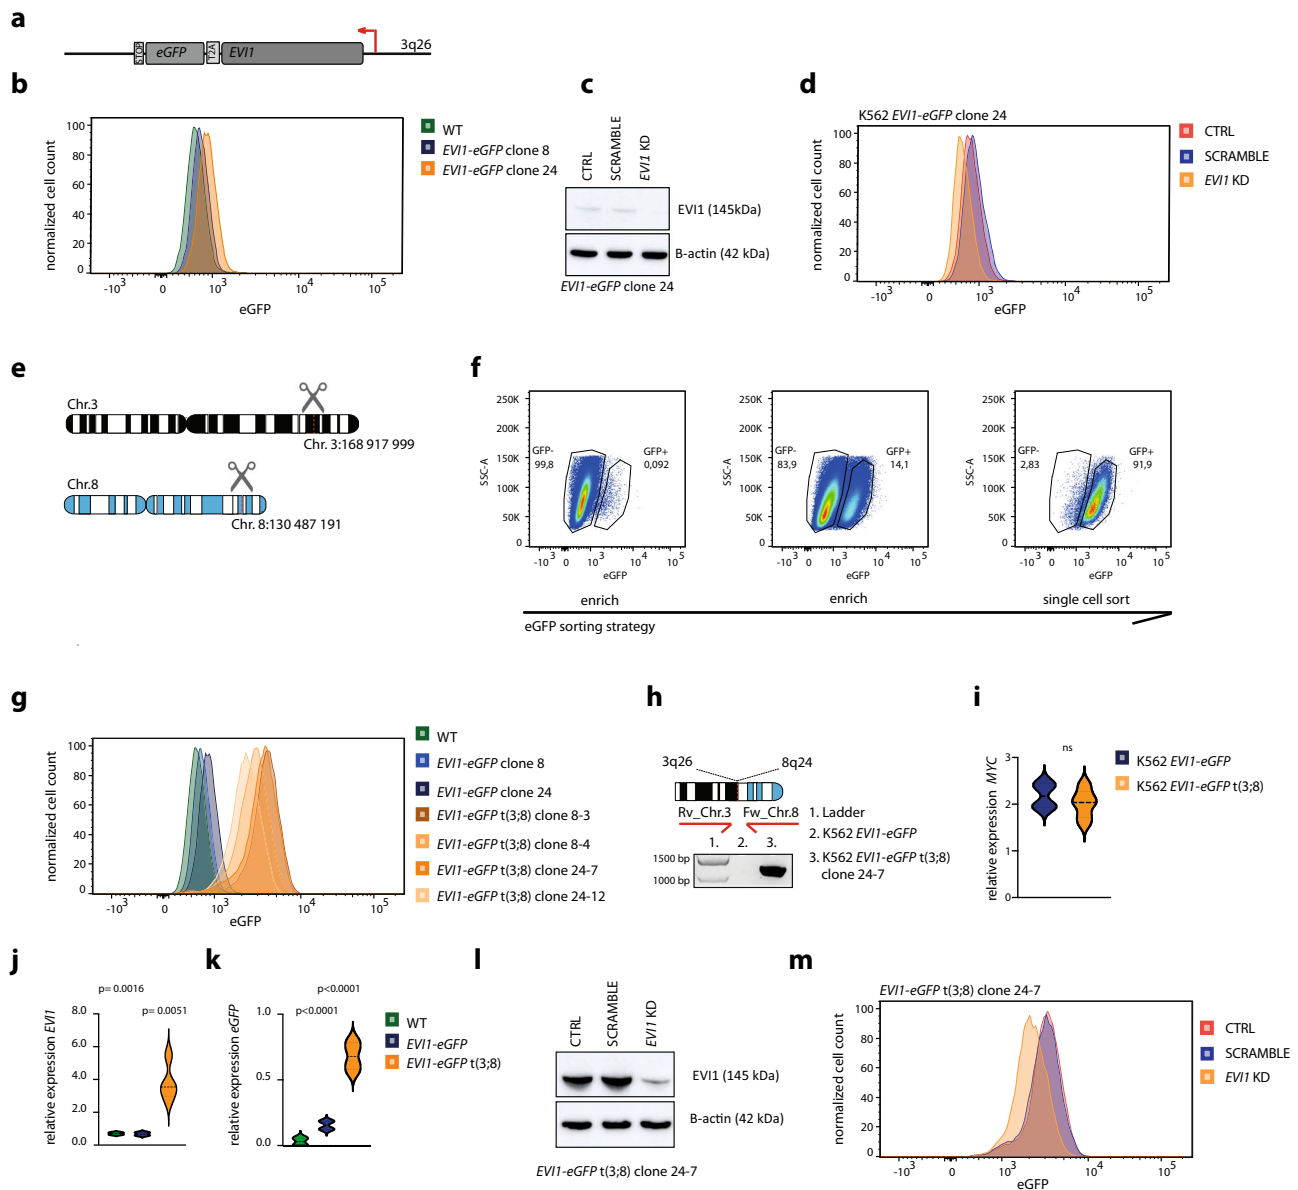 a
STOP eGFP T2A EVI1 3q26
b
normalized cell count
100
80
60
40
20
0
-10³ 0 10³ 10⁴ 10⁵
eGFP
WT
EVI1-eGFP clone 8
EVI1-eGFP clone 24
c
CTRL
SCRAMBLE
EVI1 KD
EVI1 (145kDa)
B-actin (42 kDa)
EVI1-eGFP clone 24
d
K562 EVI1-eGFP clone 24
normalized cell count
100
80
60
40
20
0
-10³ 0 10³ 10⁴ 10⁵
eGFP
CTRL
SCRAMBLE
EVI1 KD
e
Chr.3
Chr. 3:168 917 999
Chr.8
Chr. 8:130 487 191
f
SSC-A
250K
200K
150K
100K
50K
0
GFP-
99,8
GFP+
0,092
-10³ 0 10³ 10⁴ 10⁵
eGFP
enrich
SSC-A
250K
200K
150K
100K
50K
0
GFP-
83,9
GFP+
14,1
-10³ 0 10³ 10⁴ 10⁵
eGFP
enrich
SSC-A
250K
200K
150K
100K
50K
0
GFP-
2,83
GFP+
91,9
-10³ 0 10³ 10⁴ 10⁵
eGFP
single cell sort
eGFP sorting strategy
g
normalized cell count
100
80
60
40
20
0
-10³ 0 10³ 10⁴ 10⁵
eGFP
WT
EVI1-eGFP clone 8
EVI1-eGFP clone 24
EVI1-eGFP t(3;8) clone 8-3
EVI1-eGFP t(3;8) clone 8-4
EVI1-eGFP t(3;8) clone 24-7
EVI1-eGFP t(3;8) clone 24-12
h
3q26 8q24
Rv_Chr.3 Fw_Chr.8
1. 2. 3.
1500 bp
1000 bp
1. Ladder
2. K562 EVI1-eGFP
3. K562 EVI1-eGFP t(3;8)
clone 24-7
i
relative expression MYC
3
2
1
0
ns
K562 EVI1-eGFP
K562 EVI1-eGFP t(3;8)
j
p= 0.0016
p= 0.0051
relative expression EVI1
8.0
4.0
2.0
0.0
k
p<0.0001
p<0.0001
relative expression eGFP
1.0
0.5
0.0
WT
EVI1-eGFP
EVI1-eGFP t(3;8)
l
CTRL
SCRAMBLE
EVI1 KD
EVI1 (145 kDa)
B-actin (42 kDa)
EVI1-eGFP t(3;8) clone 24-7
m
EVI1-eGFP t(3;8) clone 24-7
normalized cell count
100
80
60
40
20
0
-10³ 0 10³ 10⁴ 10⁵
eGFP
CTRL
SCRAMBLE
EVI1 KD